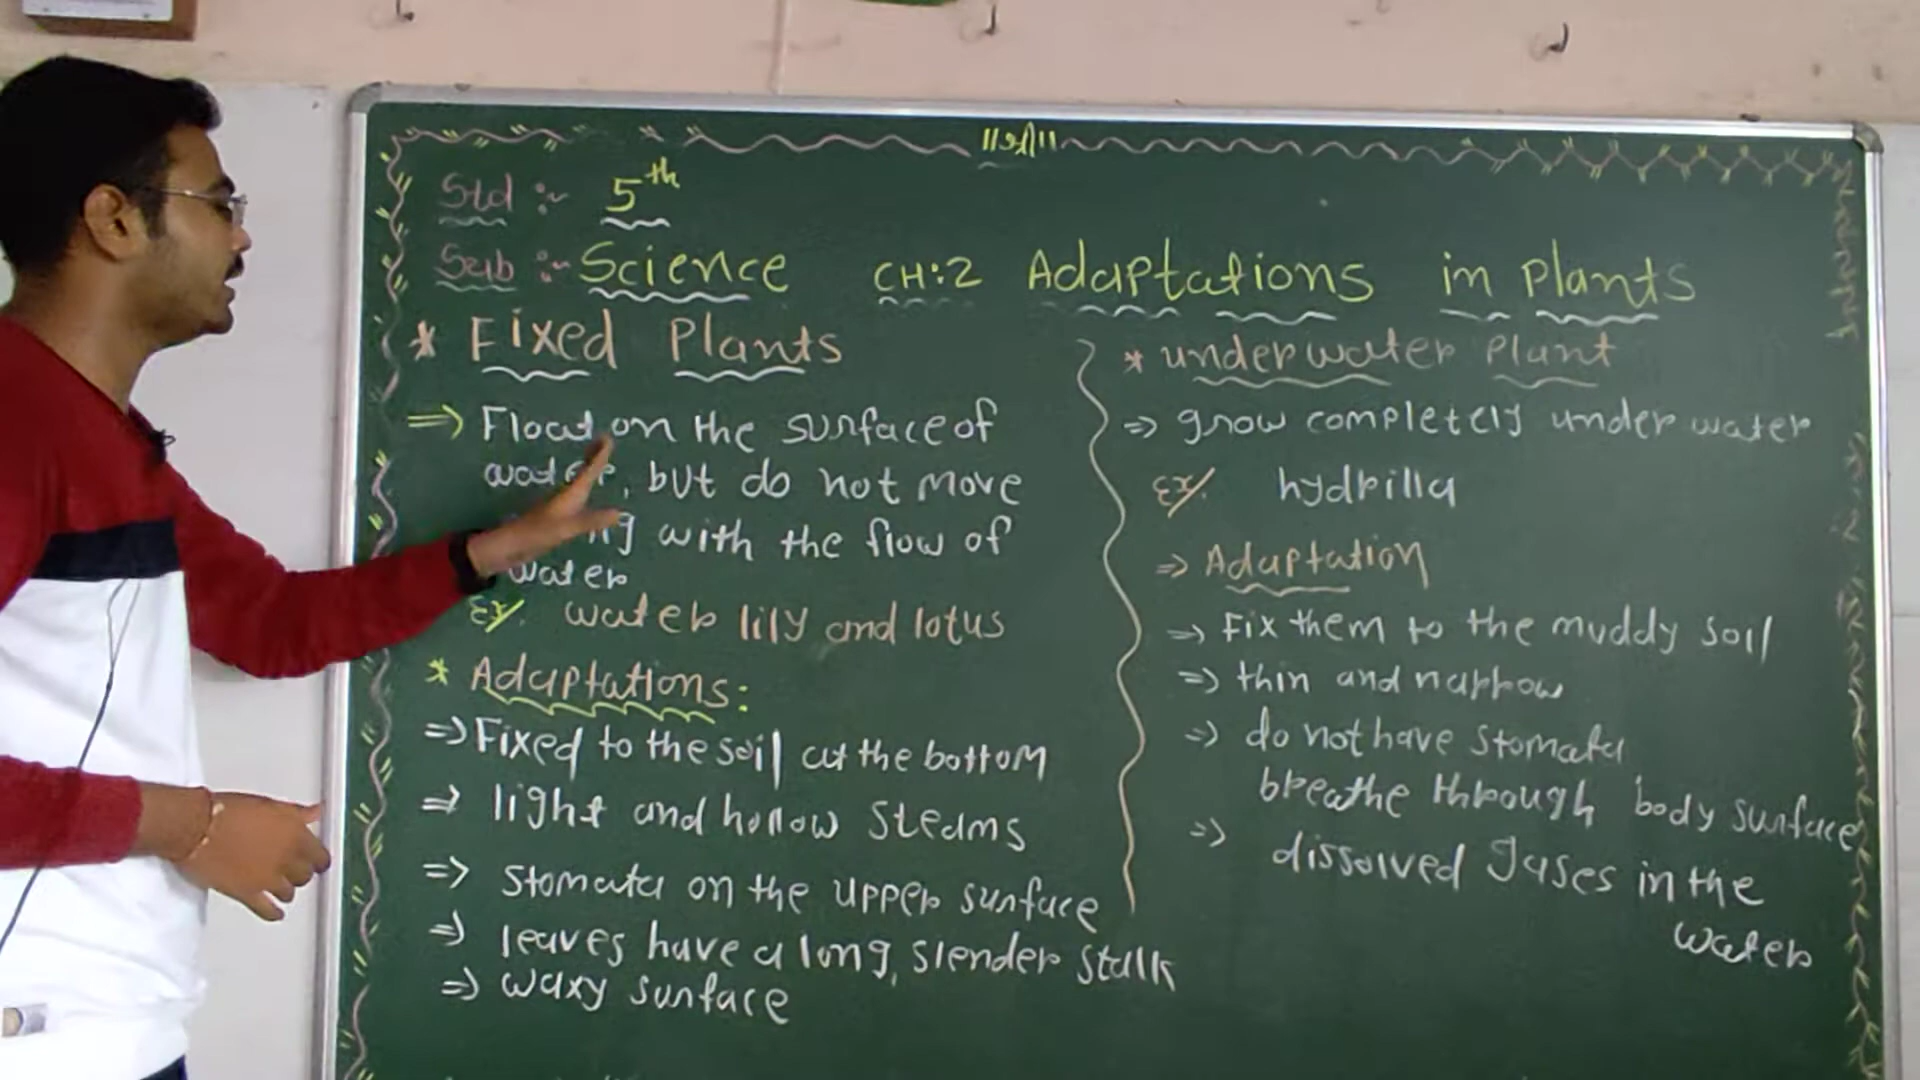 Std :~ 5th
Sub :~ Science CH:2 Adaptations in Plants
* Fixed Plants
=> Float on the surface of
water, but do not move
with the flow of
water
Ex. water lily and lotus
* Adaptations:
=> Fixed to the soil at the bottom
=> light and hollow Steams
=> Stomata on the upper surface
=> leaves have a long, slender stalk
=> waxy surface
* underwater Plant
=> grow completely under water
Ex. hydrilla
=> Adaptation
=> Fix them to the muddy soil
=> thin and narrow
=> do not have stomata
breathe through body surface
=> dissolved gases in the
water